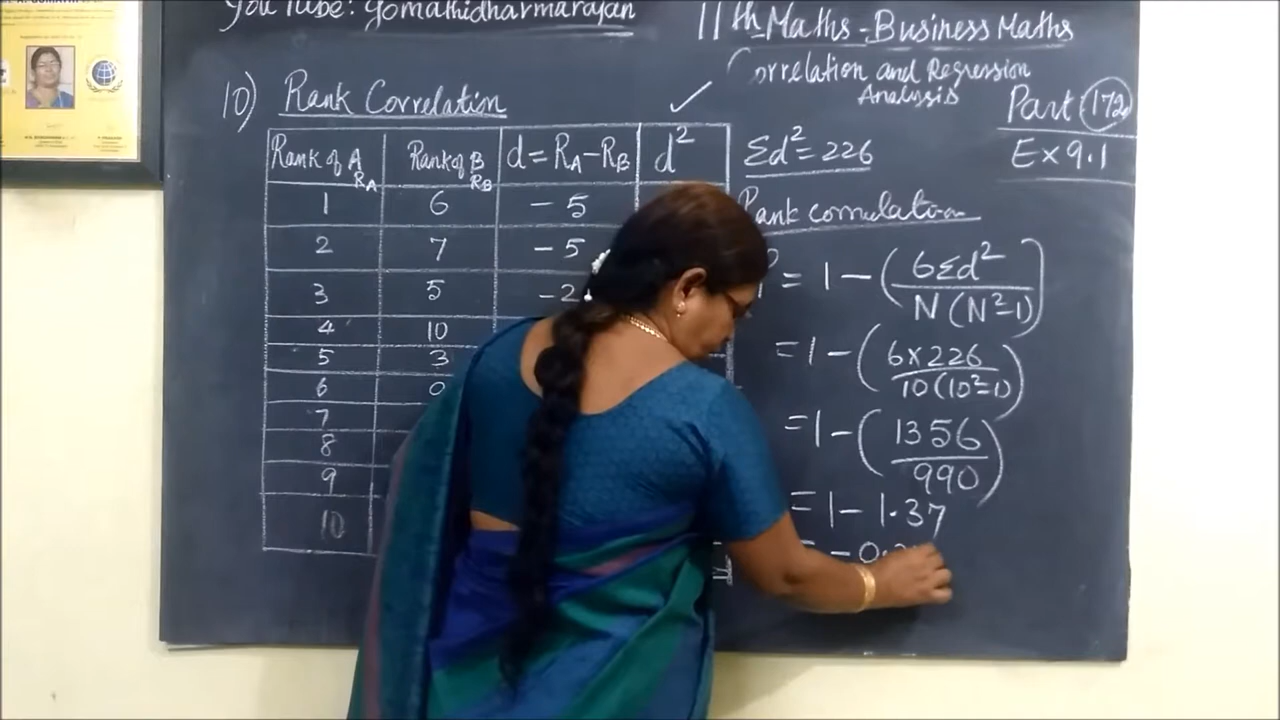 YouTube: gomathidharmarajan
11th Maths - Business Maths
Correlation and Regression
Analysis
Part 172
Ex 9.1
10) Rank Correlation ✓
Rank of A RA | Rank of B RB | d = RA - RB | d²
1 | 6 | - 5
2 | 7 | - 5
3 | 5 | - 2
4 | 10
5 | 3
6
7
8
9
10
Σd² = 226
= 1 - (6Σd² / N(N²-1))
= 1 - (6×226 / 10(10²-1))
= 1 - (1356 / 990)
= 1 - 1.37